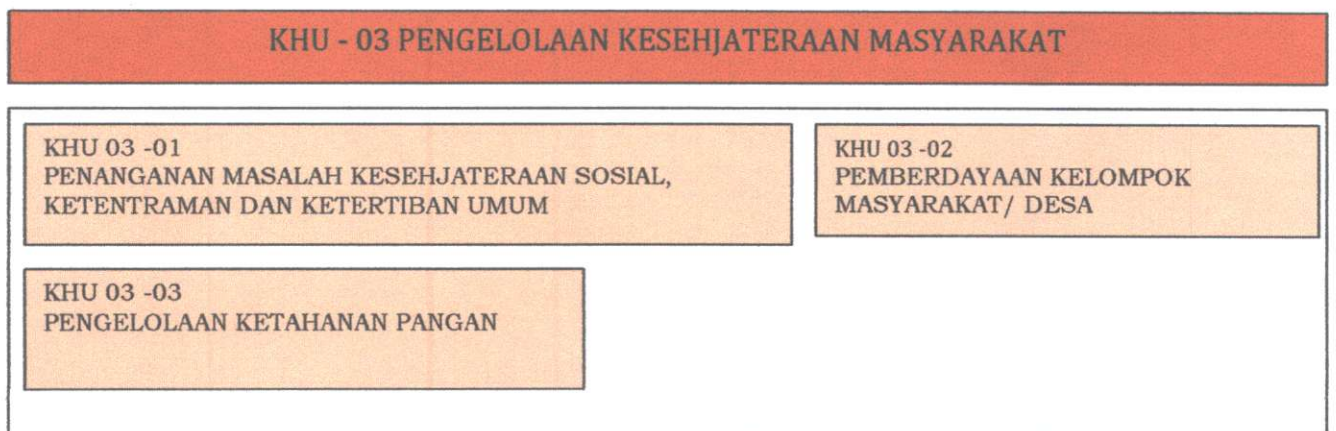 KHU - 03 PENGELOLAAN KESEHJATERAAN MASYARAKAT
KHU 03 -01
PENANGANAN MASALAH KESEHJATERAAN SOSIAL,
KETENTRAMAN DAN KETERTIBAN UMUM
KHU 03 -02
PEMBERDAYAAN KELOMPOK
MASYARAKAT/ DESA
KHU 03 -03
PENGELOLAAN KETAHANAN PANGAN